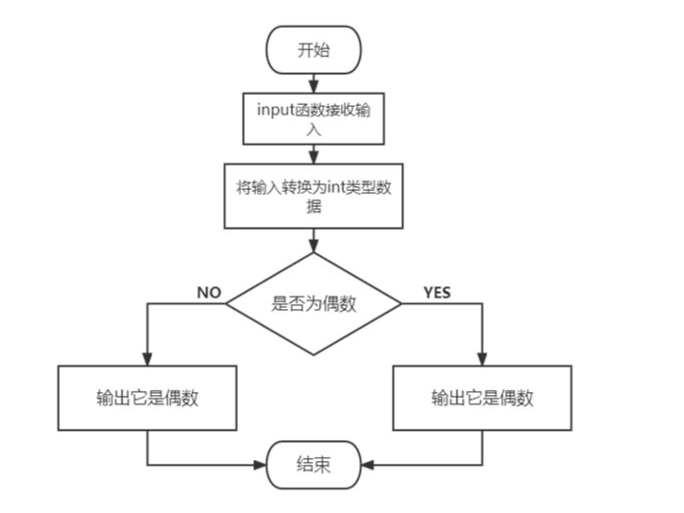 开始
input函数接收输
入
将输入转换为int类型数
据
NO
YES
是否为偶数
输出它是偶数
输出它是偶数
结束